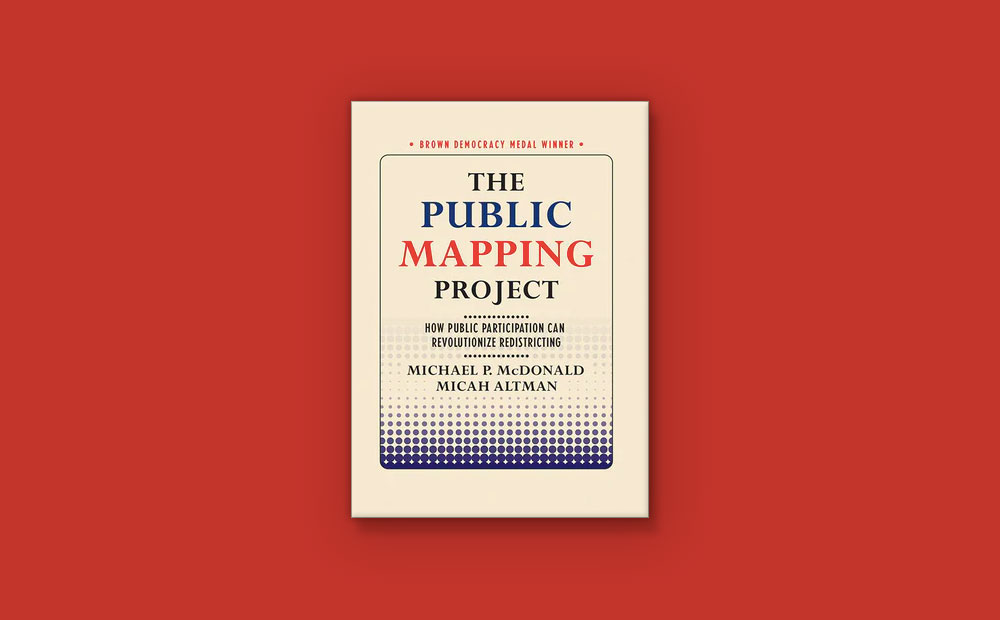 • BROWN DEMOCRACY MEDAL WINNER •
THE
PUBLIC
MAPPING
PROJECT
HOW PUBLIC PARTICIPATION CAN
REVOLUTIONIZE REDISTRICTING
MICHAEL P. McDONALD
MICAH ALTMAN